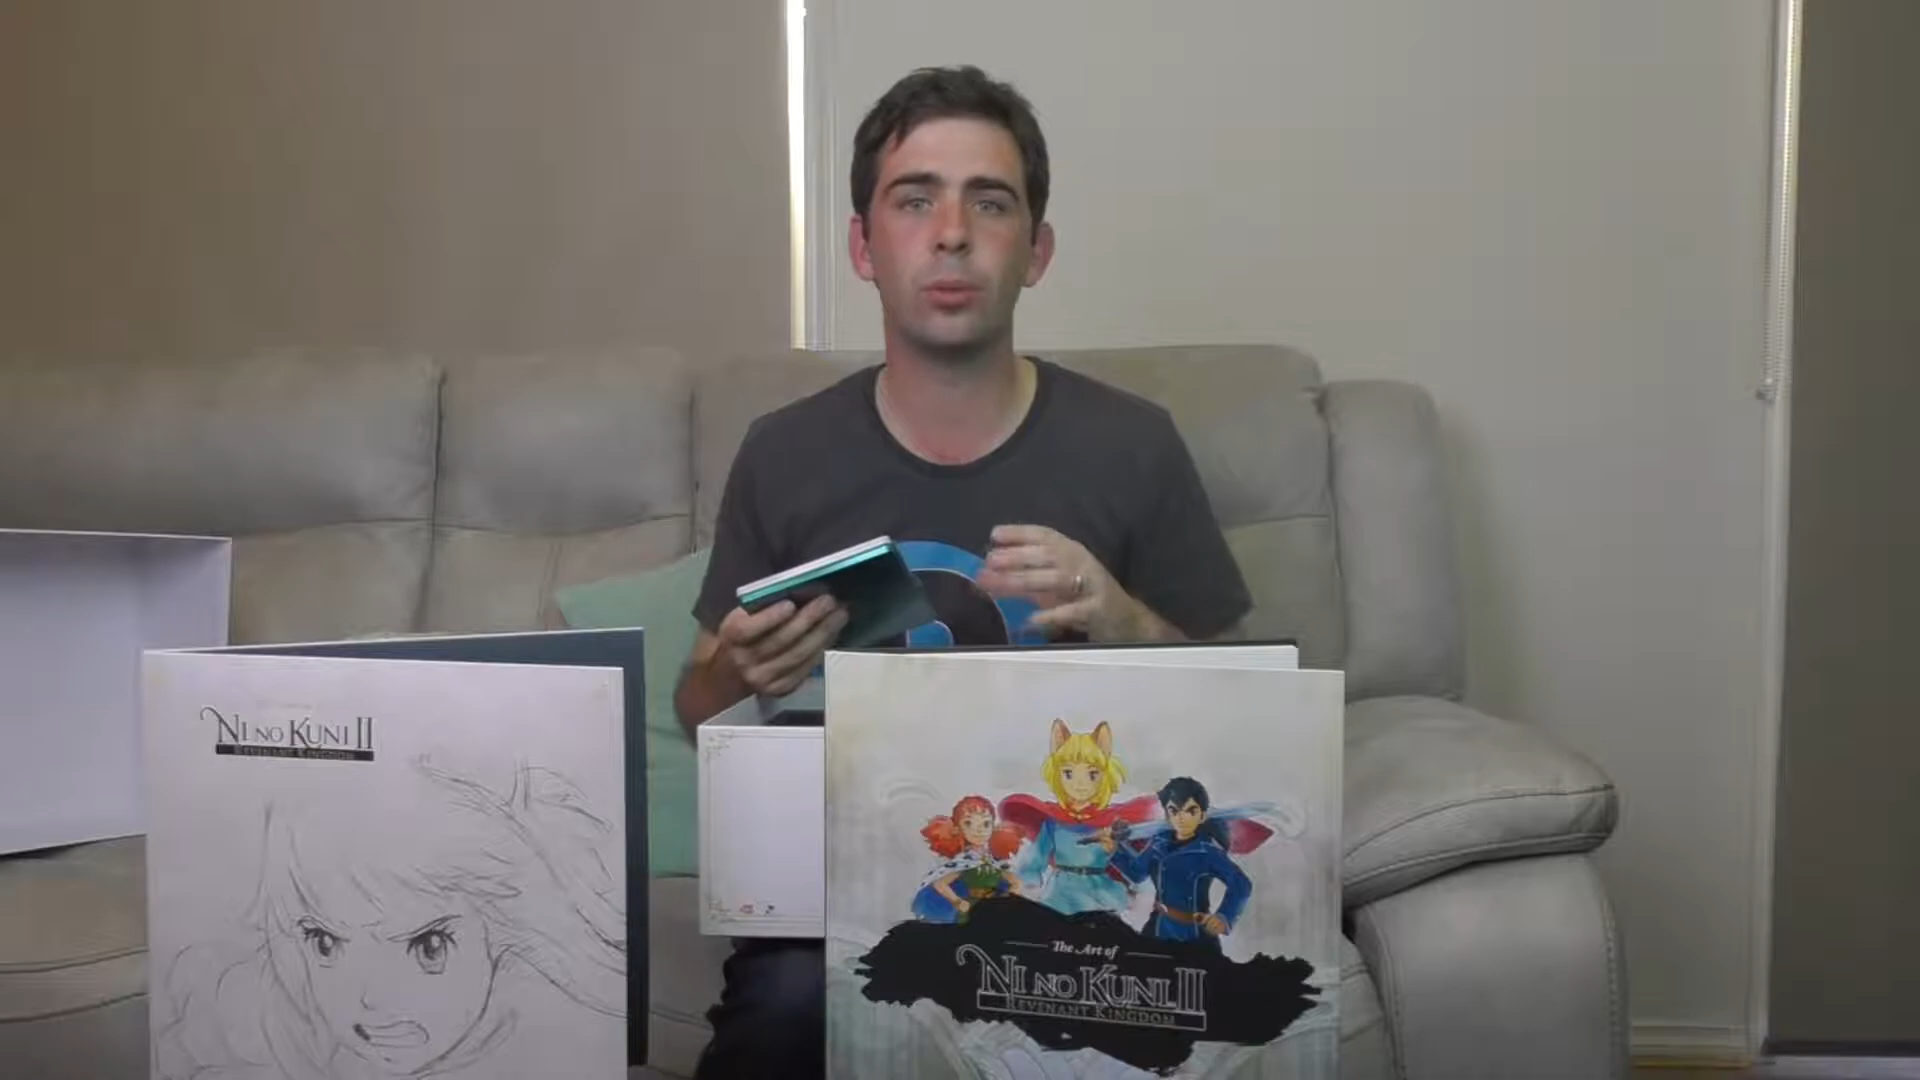 NI NO KUNI II
REVENANT KINGDOM
The Art of
NI NO KUNI II
REVENANT KINGDOM